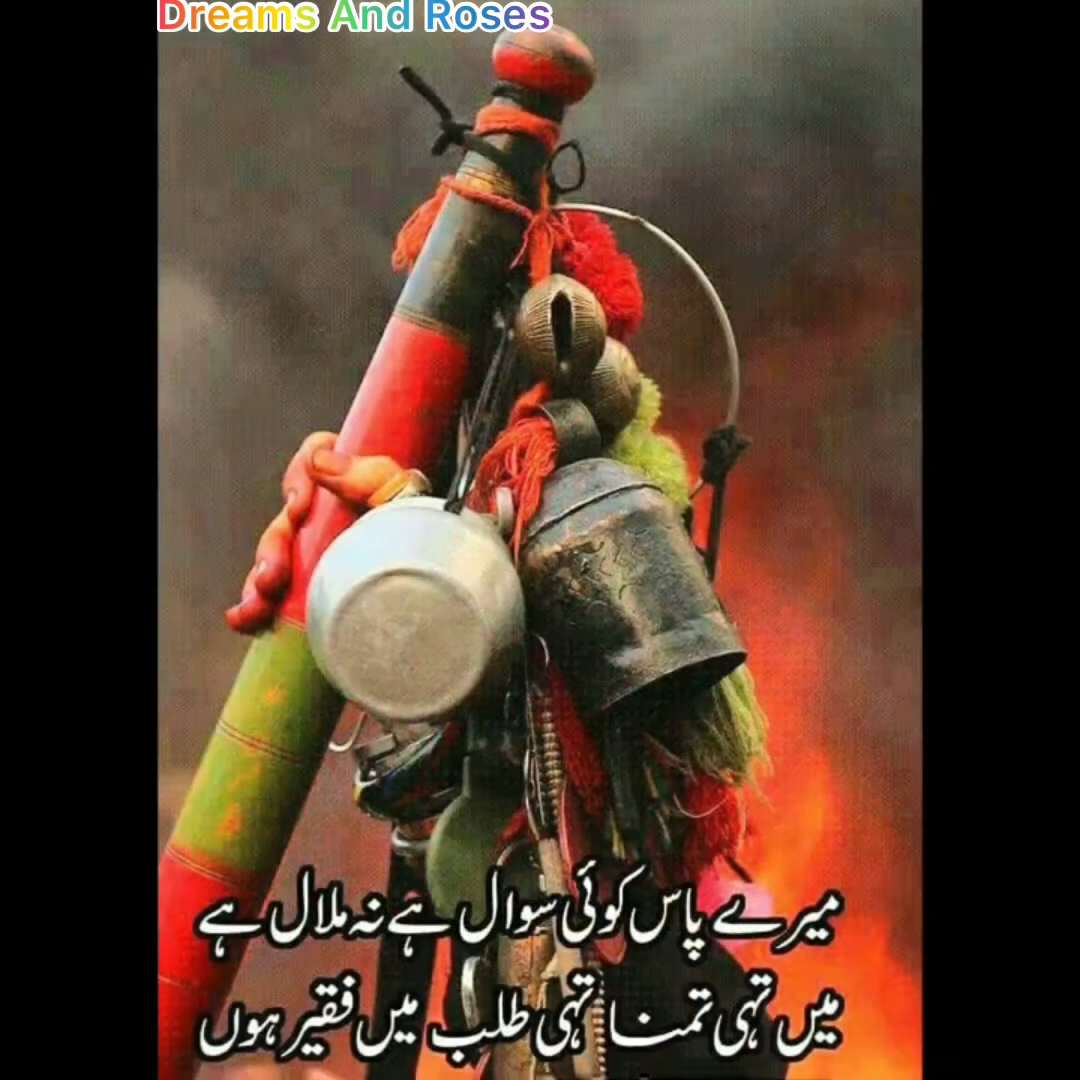 Dreams And Roses
میرے پاس کوئی سوال ہے نہ ملال ہے
میں تہی تمنا تہی طلب میں فقیر ہوں